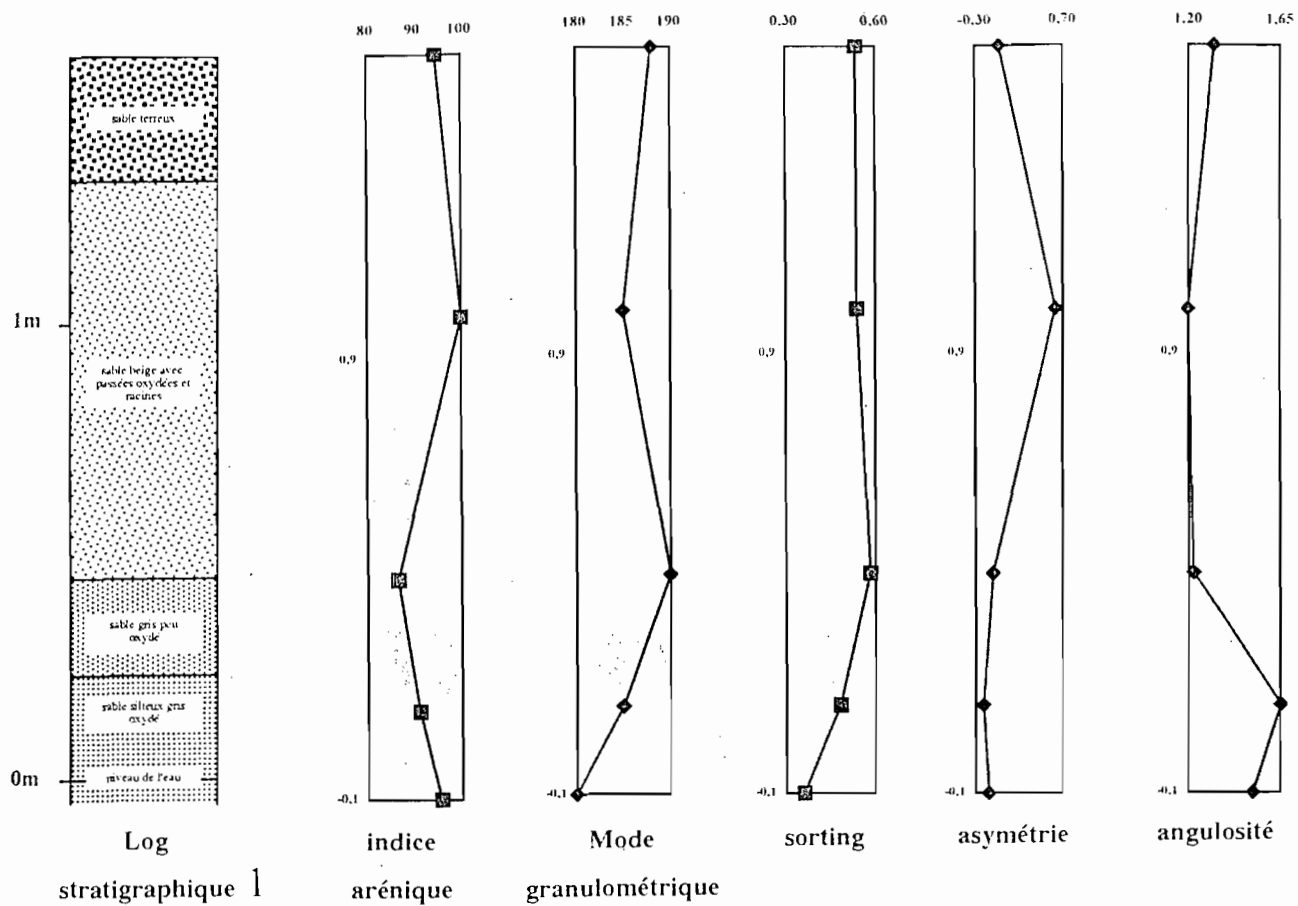 80 90 100
180 185 190
0.30 0.60
-0.30 0.70
1.20 1.65
sable terreux
1m
sable beige avec
passées oxydées et
racines
0,9
0,9
0,9
0,9
0,9
sable gris peu
oxydé
sable silteux gris
oxydé
0m
niveau de l'eau
-0.1
-0.1
-0.1
-0.1
-0.1
Log
stratigraphique 1
indice
arénique
Mode
granulométrique
sorting
asymétrie
angulosité